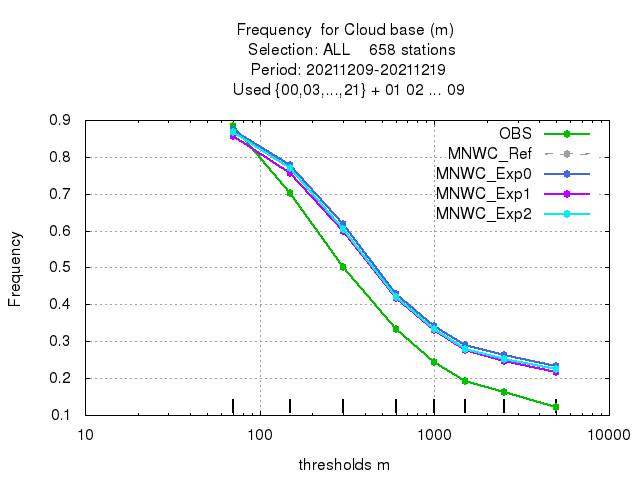 Frequency  for Cloud base (m)
Selection: ALL    658 stations
Period: 20211209-20211219
Used {00,03,...,21} + 01 02 ... 09
0.9
0.8
0.7
0.6
0.5
0.4
0.3
0.2
0.1
Frequency
OBS
MNWC_Ref
MNWC_Exp0
MNWC_Exp1
MNWC_Exp2
10 100 1000 10000
thresholds m